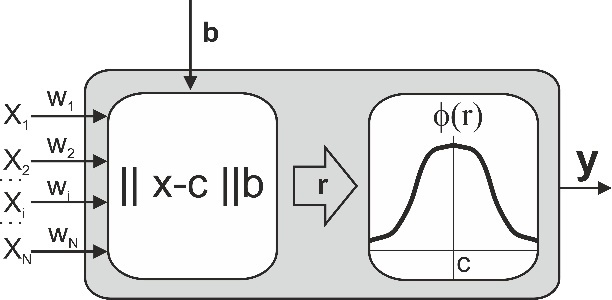 b
X1 w1
X2 w2
Xi wi
XN wN
|| x-c ||b
r
ϕ(r)
c
y